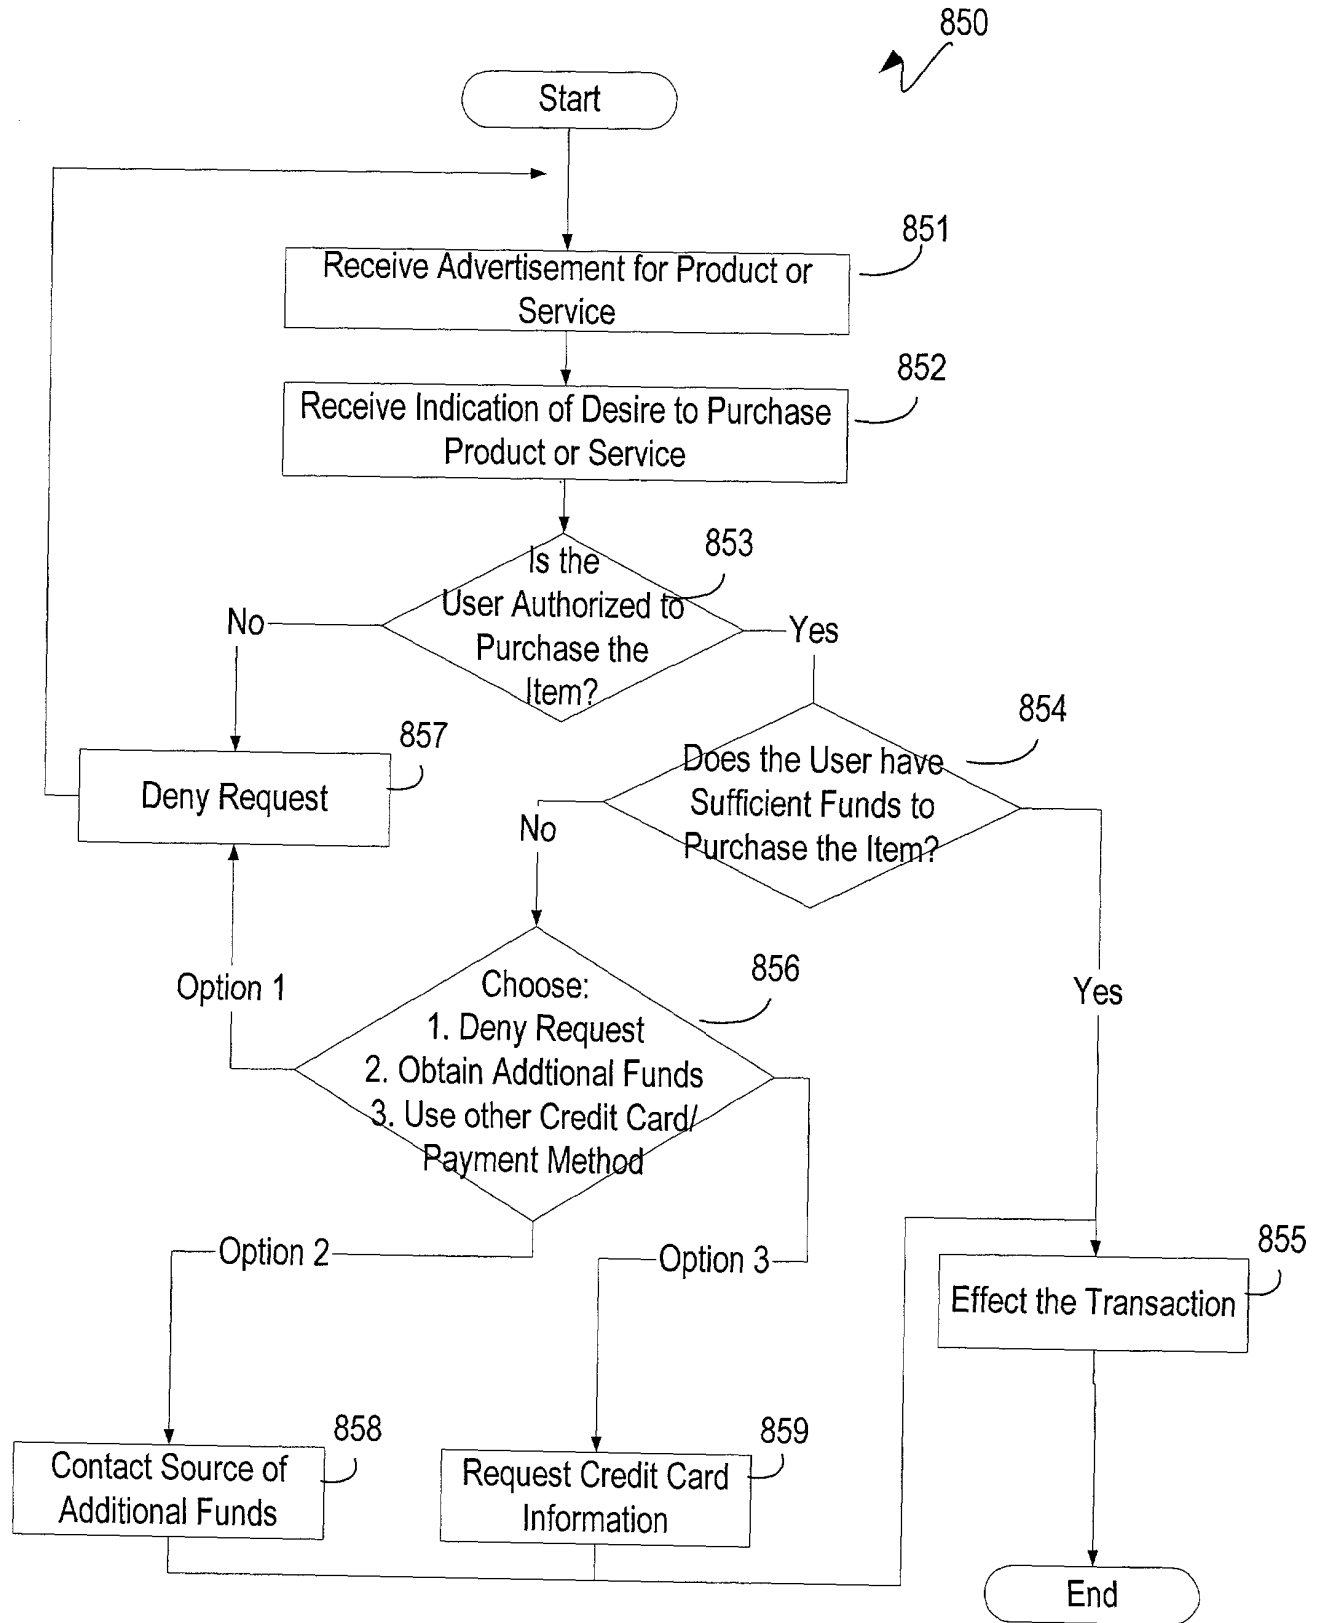 850
Start
851
Receive Advertisement for Product or
Service
852
Receive Indication of Desire to Purchase
Product or Service
853
Is the
User Authorized to
Purchase the
Item?
No
Yes
854
857
Deny Request
Does the User have
Sufficient Funds to
Purchase the Item?
No
Option 1
856
Choose:
1. Deny Request
2. Obtain Addtional Funds
3. Use other Credit Card/
Payment Method
Yes
Option 2
Option 3
855
Effect the Transaction
858
Contact Source of
Additional Funds
859
Request Credit Card
Information
End